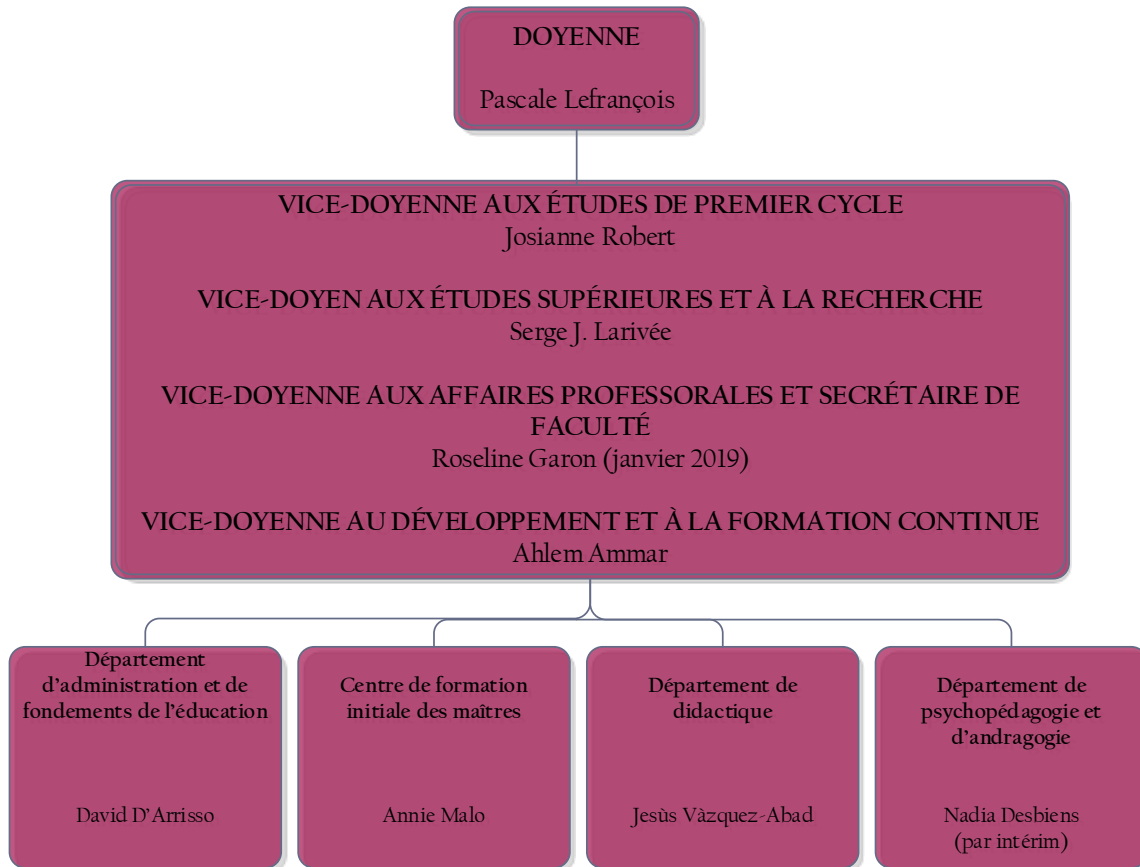 DOYENNE
Pascale Lefrançois
VICE-DOYENNE AUX ÉTUDES DE PREMIER CYCLE
Josianne Robert
VICE-DOYEN AUX ÉTUDES SUPÉRIEURES ET À LA RECHERCHE
Serge J. Larivée
VICE-DOYENNE AUX AFFAIRES PROFESSORALES ET SECRÉTAIRE DE
FACULTÉ
Roseline Garon (janvier 2019)
VICE-DOYENNE AU DÉVELOPPEMENT ET À LA FORMATION CONTINUE
Ahlem Ammar
Département
d'administration et de
fondements de l'éducation
David D'Arrisso
Centre de formation
initiale des maîtres
Annie Malo
Département de
didactique
Jesùs Vàzquez-Abad
Département de
psychopédagogie et
d'andragogie
Nadia Desbiens
(par intérim)